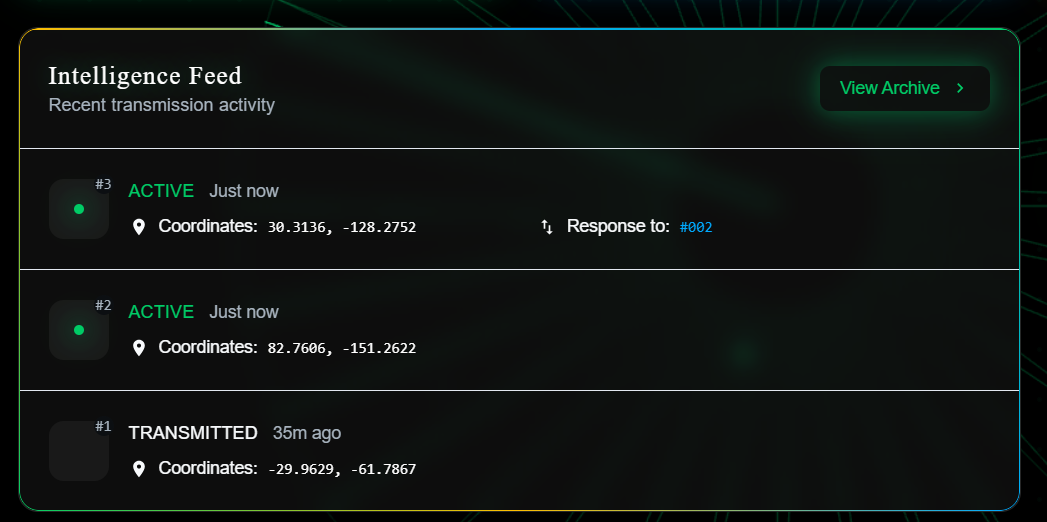 Intelligence Feed
Recent transmission activity
View Archive
#3
ACTIVE Just now
Coordinates: 30.3136, -128.2752
Response to: #002
#2
ACTIVE Just now
Coordinates: 82.7606, -151.2622
#1
TRANSMITTED 35m ago
Coordinates: -29.9629, -61.7867